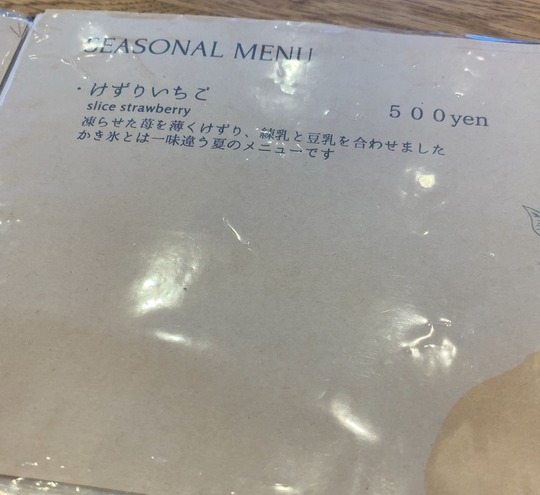 SEASONAL MENU
・けずりいちご
slice strawberry
５００yen
凍らせた苺を薄くけずり、練乳と豆乳を合わせました
かき氷とは一味違う夏のメニューです